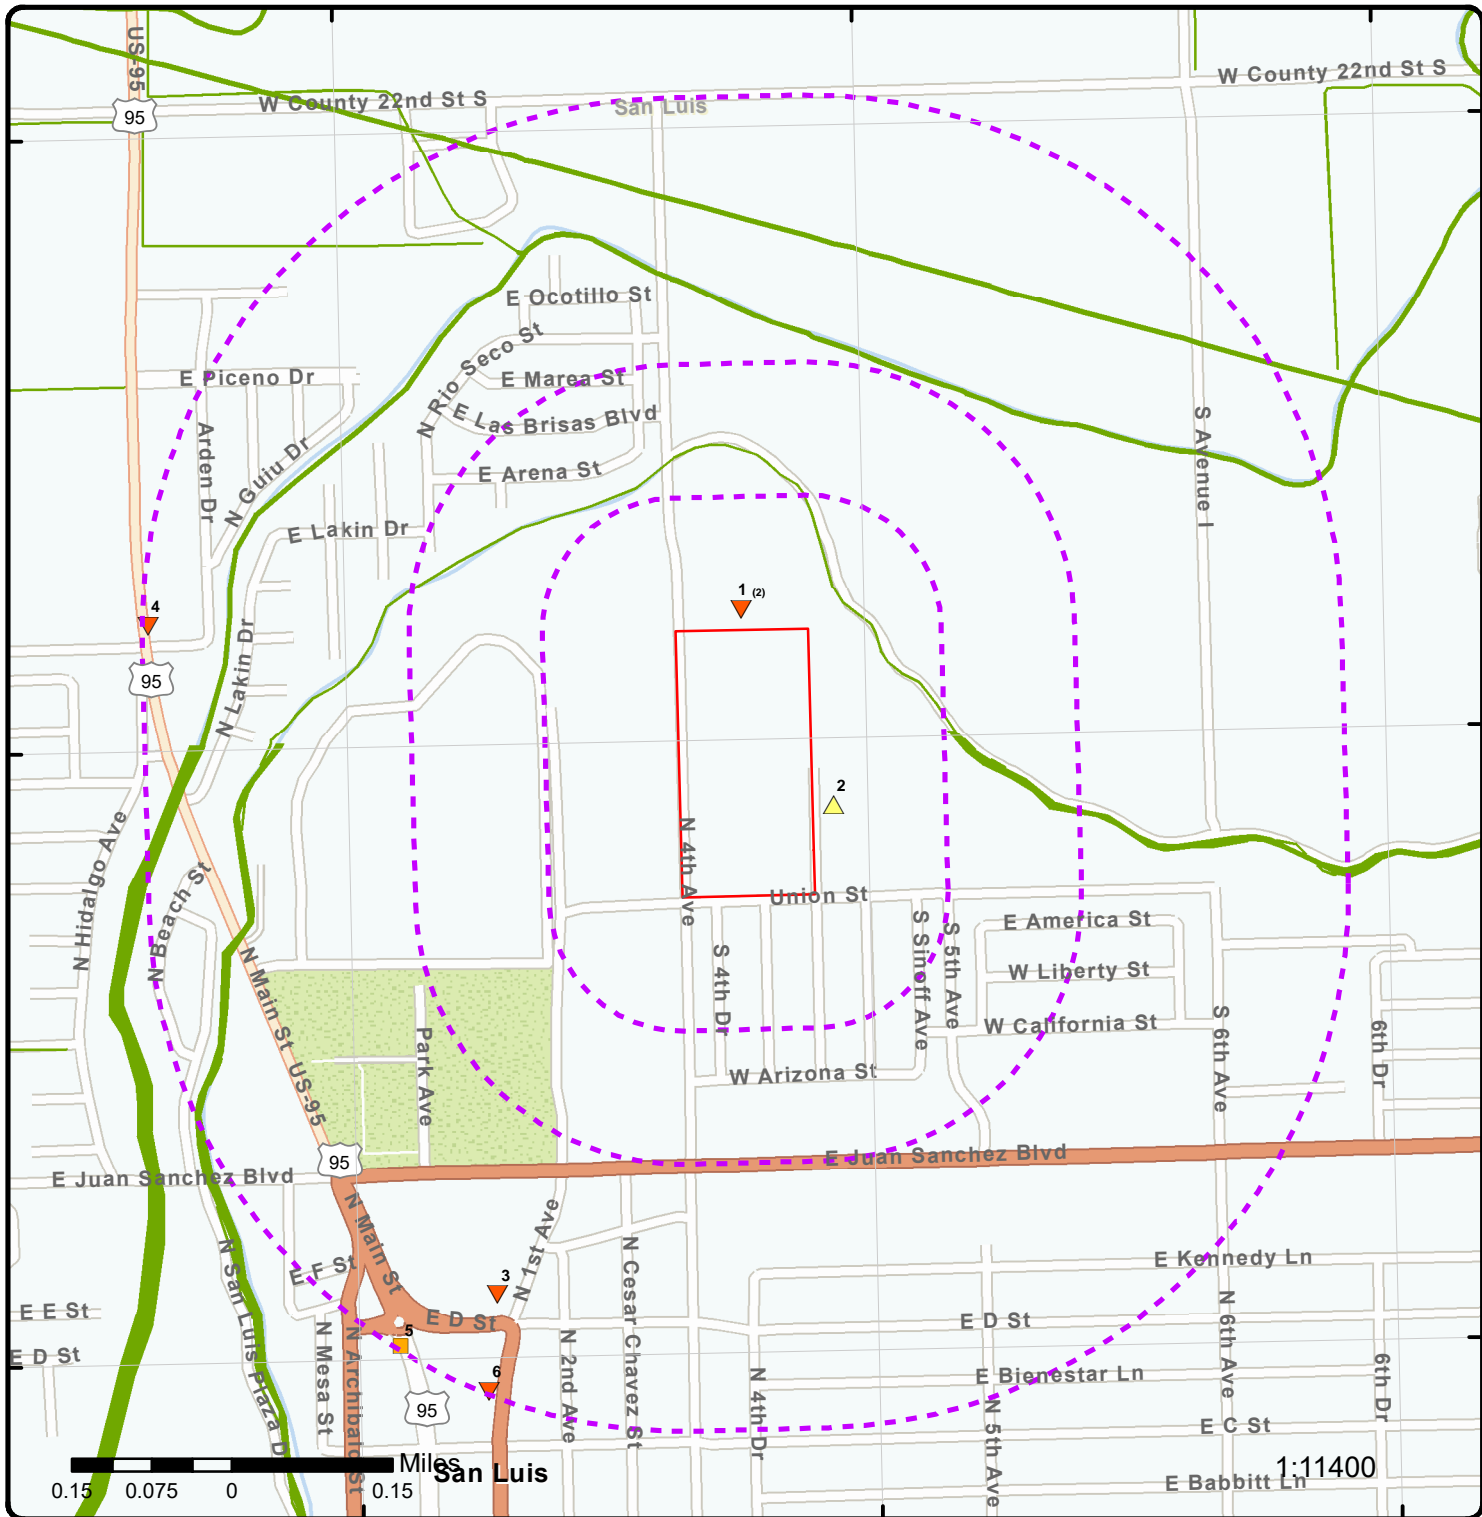 US-95
95
W County 22nd St S
San Luis
W County 22nd St S
E Ocotillo St
N Rio Seco St
E Piceno Dr
E Marea St
E Las Brisas Blvd
Arden Dr
N Guiu Dr
E Arena St
S Avenue I
E Lakin Dr
1 (2)
4
95
N Lakin Dr
2
N Hidalgo Ave
N Beach St
N 4th Ave
Union St
N Main St US-95
S 4th Dr
S Sinoff Ave
S 5th Ave
E America St
W Liberty St
W California St
S 6th Ave
6th Dr
Park Ave
W Arizona St
95
E Juan Sanchez Blvd
E Juan Sanchez Blvd
N Main St
N 1st Ave
E F St
N San Luis Plaza D
3
N Cesar Chavez St
E Kennedy Ln
E E St
E D St
E D St
E D St
5
N Mesa St
N Archibald St
N 2nd Ave
N 4th Dr
6
95
E Bienestar Ln
N 5th Ave
N 6th Ave
6th Dr
E C St
E Babbitt Ln
Miles
San Luis
0.15 0.075 0 0.15
1:11400